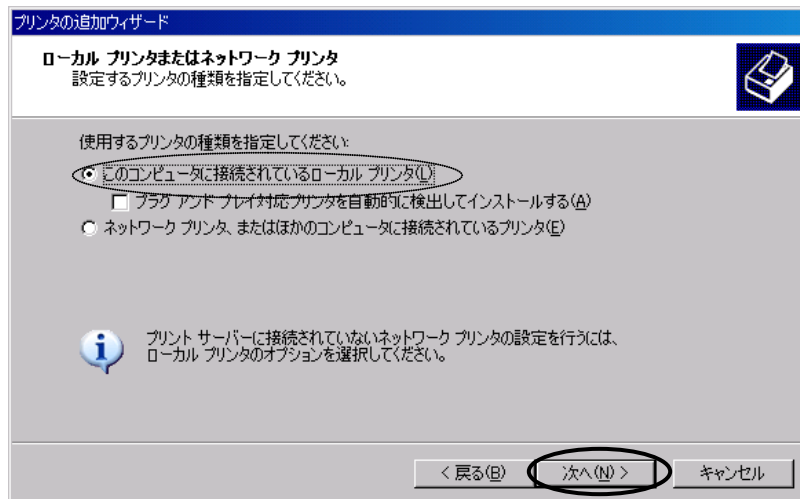 プリンタの追加ウィザード
ローカル プリンタまたはネットワーク プリンタ
設定するプリンタの種類を指定してください。
使用するプリンタの種類を指定してください:
このコンピュータに接続されているローカル プリンタ(L)
プラグ アンド プレイ対応プリンタを自動的に検出してインストールする(A)
ネットワーク プリンタ、またはほかのコンピュータに接続されているプリンタ(E)
プリント サーバーに接続されていないネットワーク プリンタの設定を行うには、
ローカル プリンタのオプションを選択してください。
< 戻る(B) 次へ(N) > キャンセル